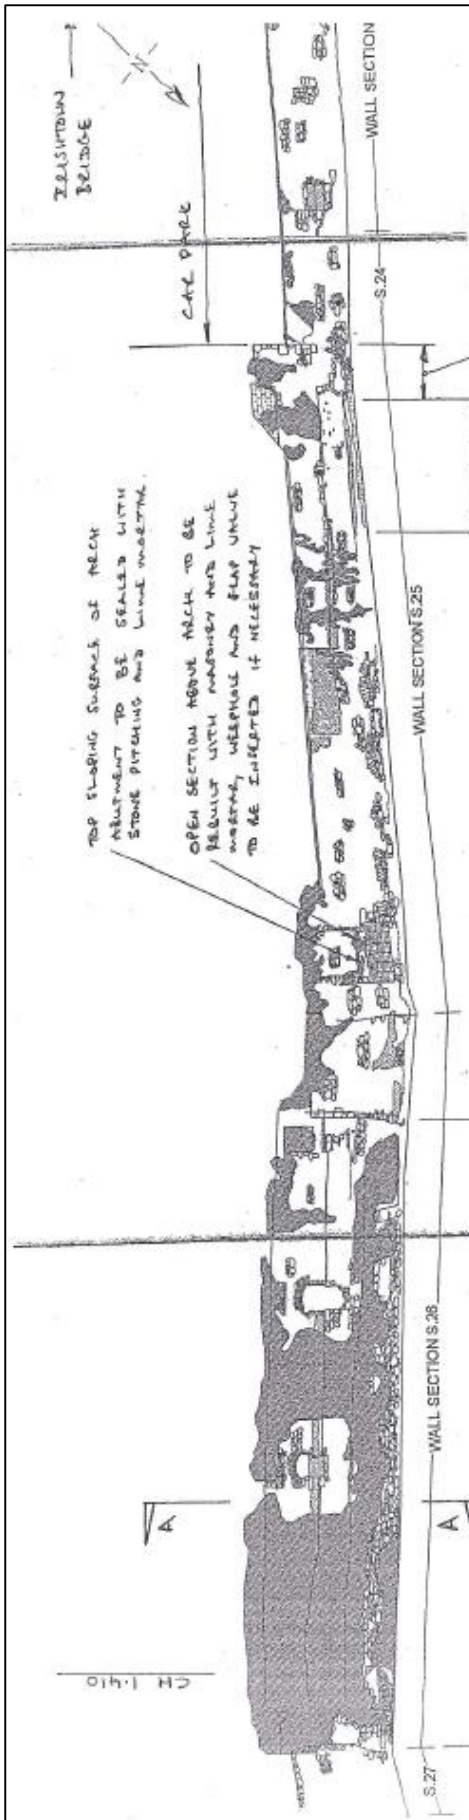 IRISHTOWN
BRIDGE
N
CAR PARK
WALL SECTION
S.24
TOP SLOPING SURFACE OF ARCH
ABUTMENT TO BE SEALED WITH
STONE PITCHING AND LIME MORTAR.
OPEN SECTION ABOVE ARCH TO BE
REBUILT WITH MASONRY AND LIME
MORTAR, WEEPHOLE AND FLAP VALVE
TO BE INSERTED IF NECESSARY
WALL SECTION S.25
WALL SECTION S.26
A
A
CH 1.410
S.27